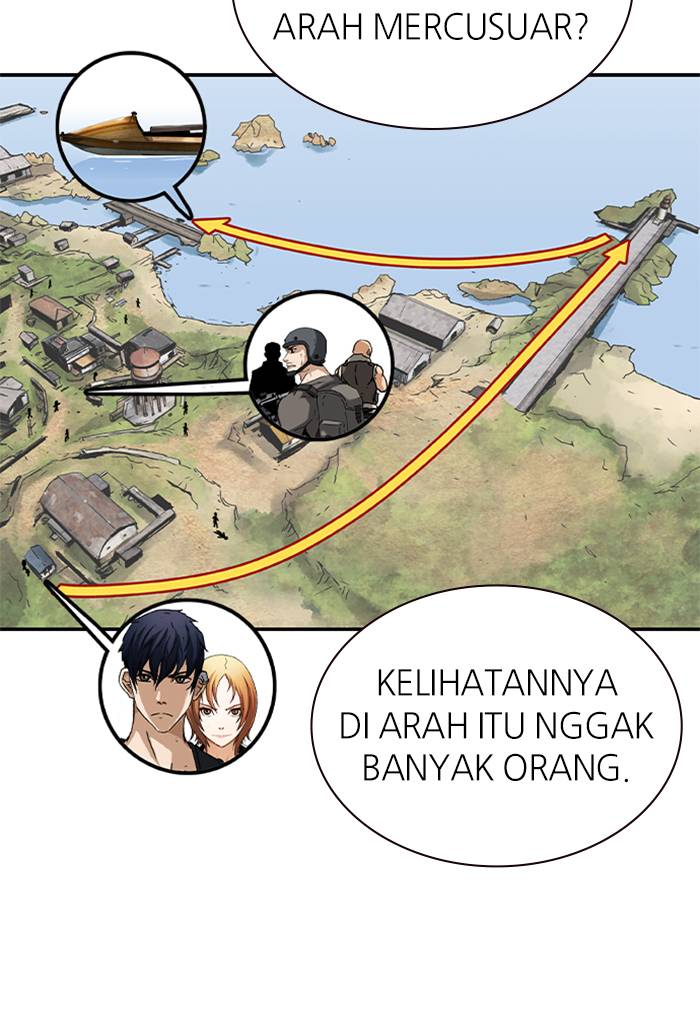 ARAH MERCUSUAR?
KELIHATANNYA
DI ARAH ITU NGGAK
BANYAK ORANG.